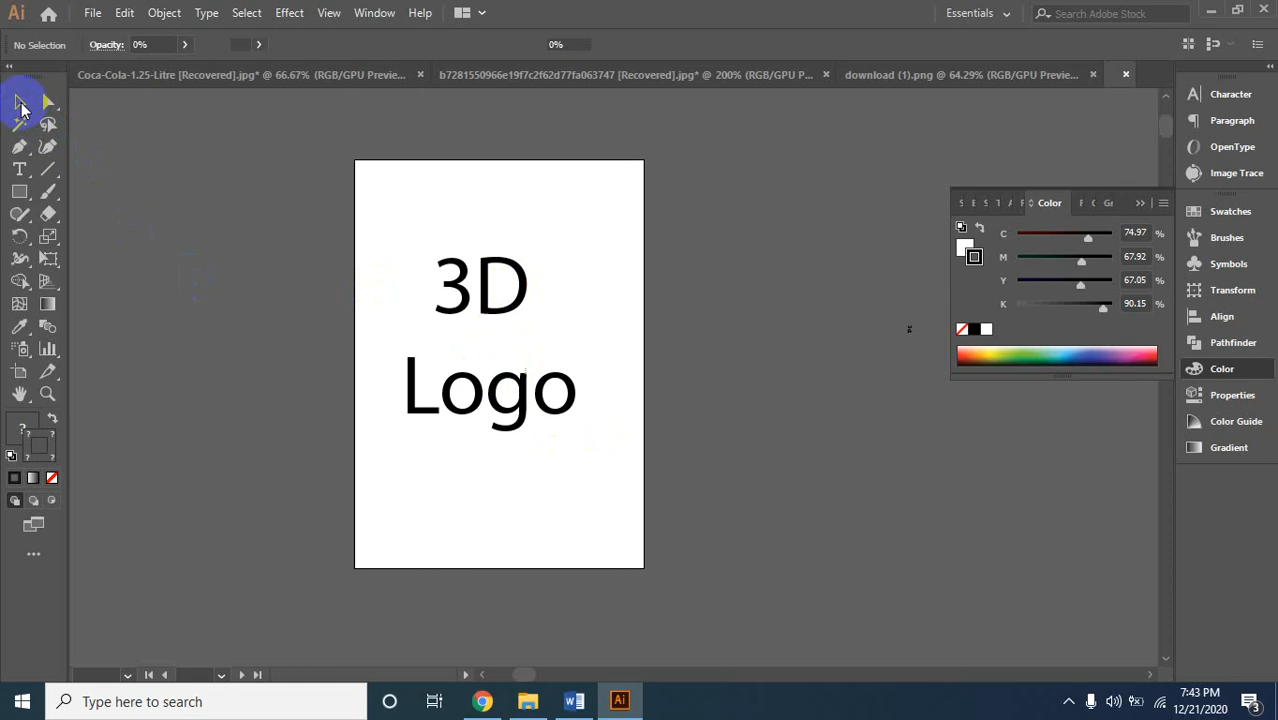 Ai File Edit Object Type Select Effect View Window Help Essentials Search Adobe Stock
No Selection Opacity: 0% 0%
Coca-Cola-1.25-Litre [Recovered].jpg* @ 66.67% (RGB/GPU Previe... b7281550966e19f7c2f62d77fa063747 [Recovered].jpg* @ 200% (RGB/GPU P... download (1).png @ 64.29% (RGB/GPU Previe...
Character
Paragraph
OpenType
Image Trace
Swatches
Brushes
Symbols
Transform
Align
Pathfinder
Color
Properties
Color Guide
Gradient
S E S T A F Color F C Gr
C 74.97 %
M 67.92 %
Y 67.05 %
K 90.15 %
3D
Logo
? ?
? ?
?
Type here to search
Ai
7:43 PM
12/21/2020
3